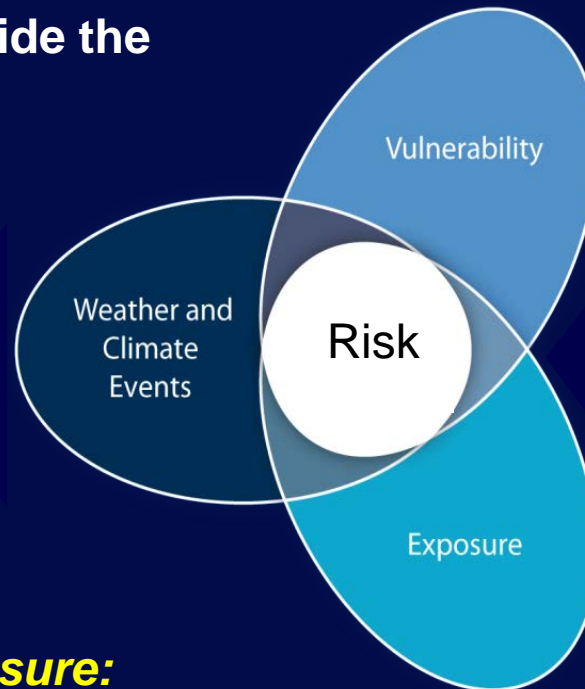 ide the
Vulnerability
Weather and
Climate
Events
Risk
Exposure
sure: